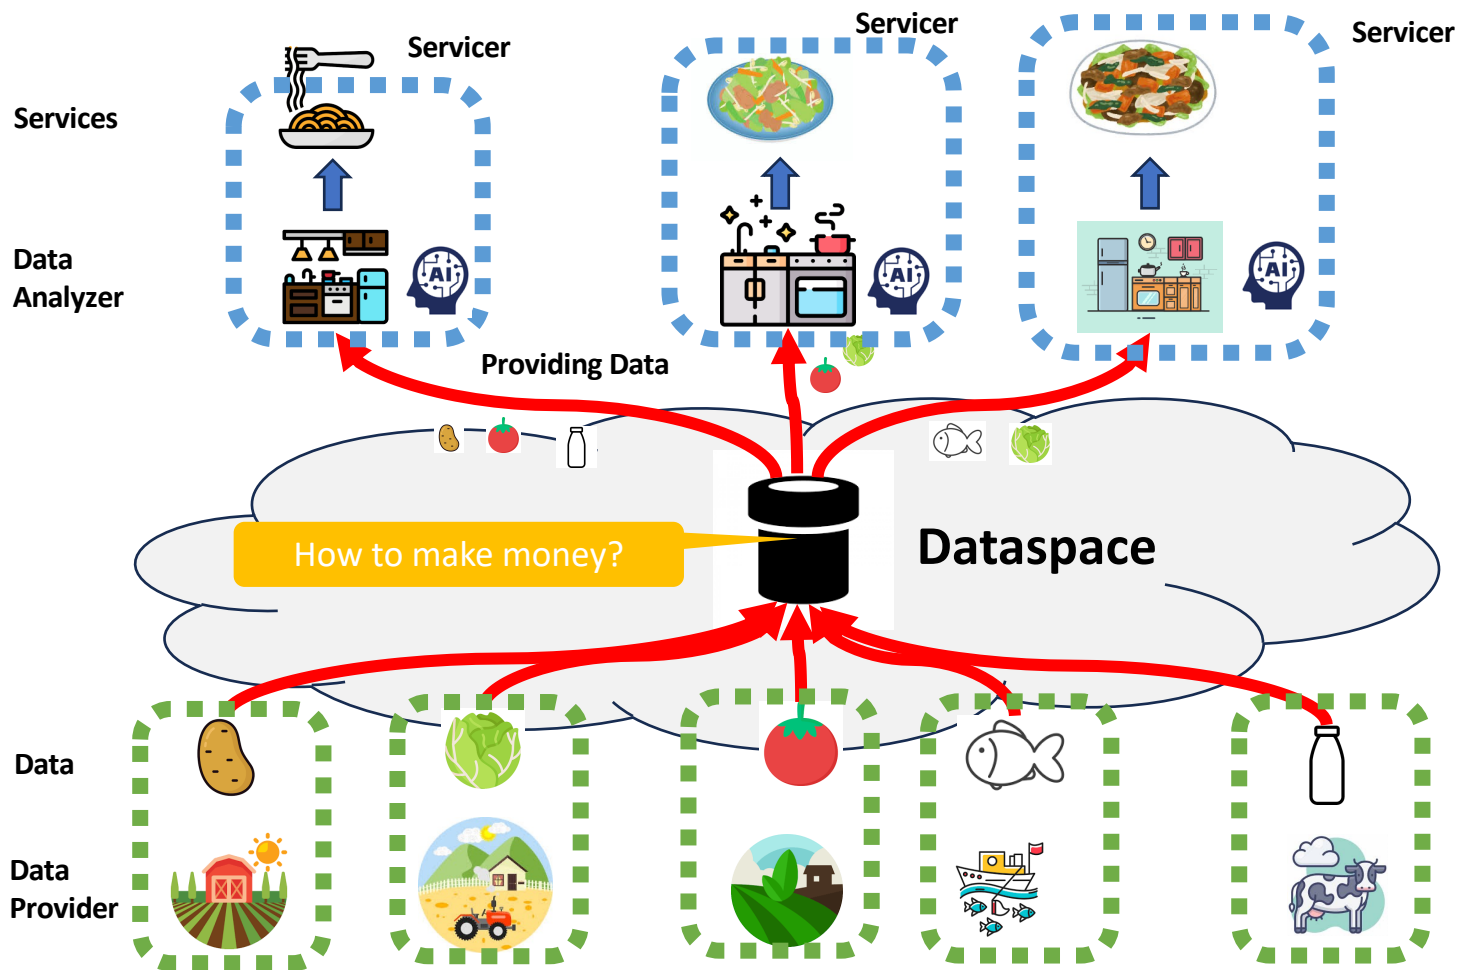 Servicer
Servicer
Servicer
Services
Data
Analyzer
AI
AI
AI
Providing Data
How to make money?
Dataspace
Data
Data
Provider